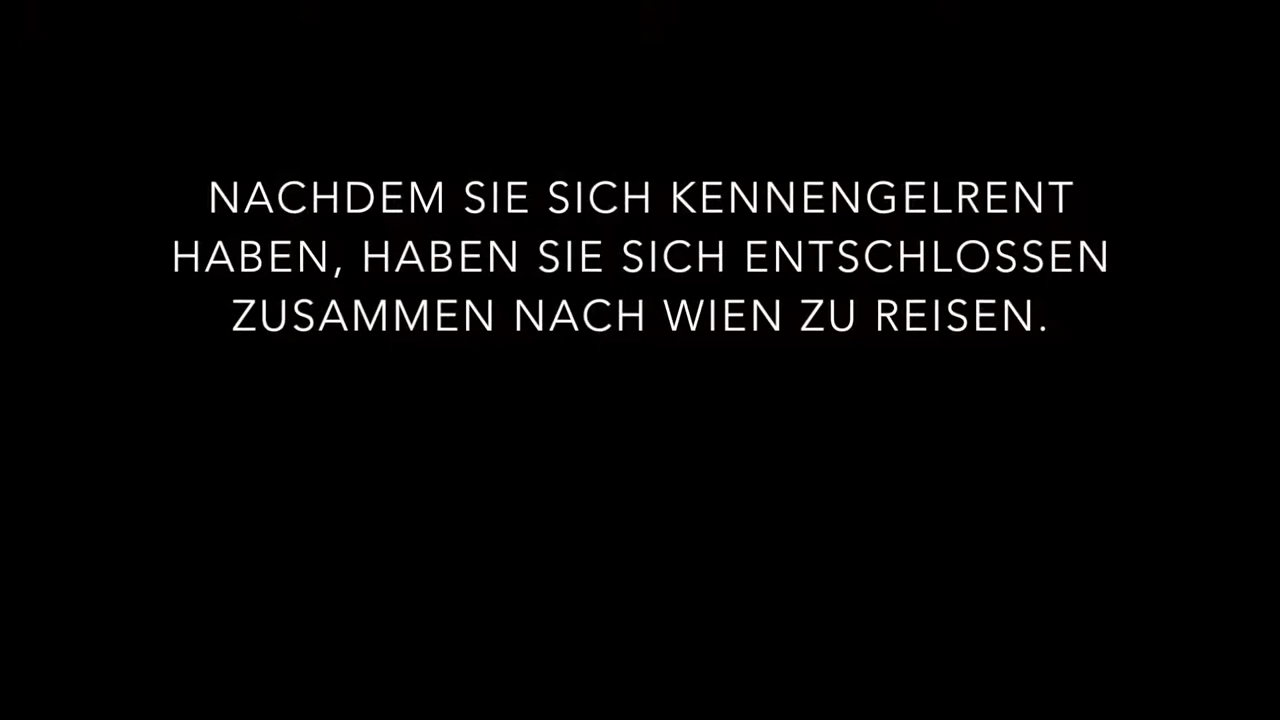 NACHDEM SIE SICH KENNENGELRENT
HABEN, HABEN SIE SICH ENTSCHLOSSEN
ZUSAMMEN NACH WIEN ZU REISEN.